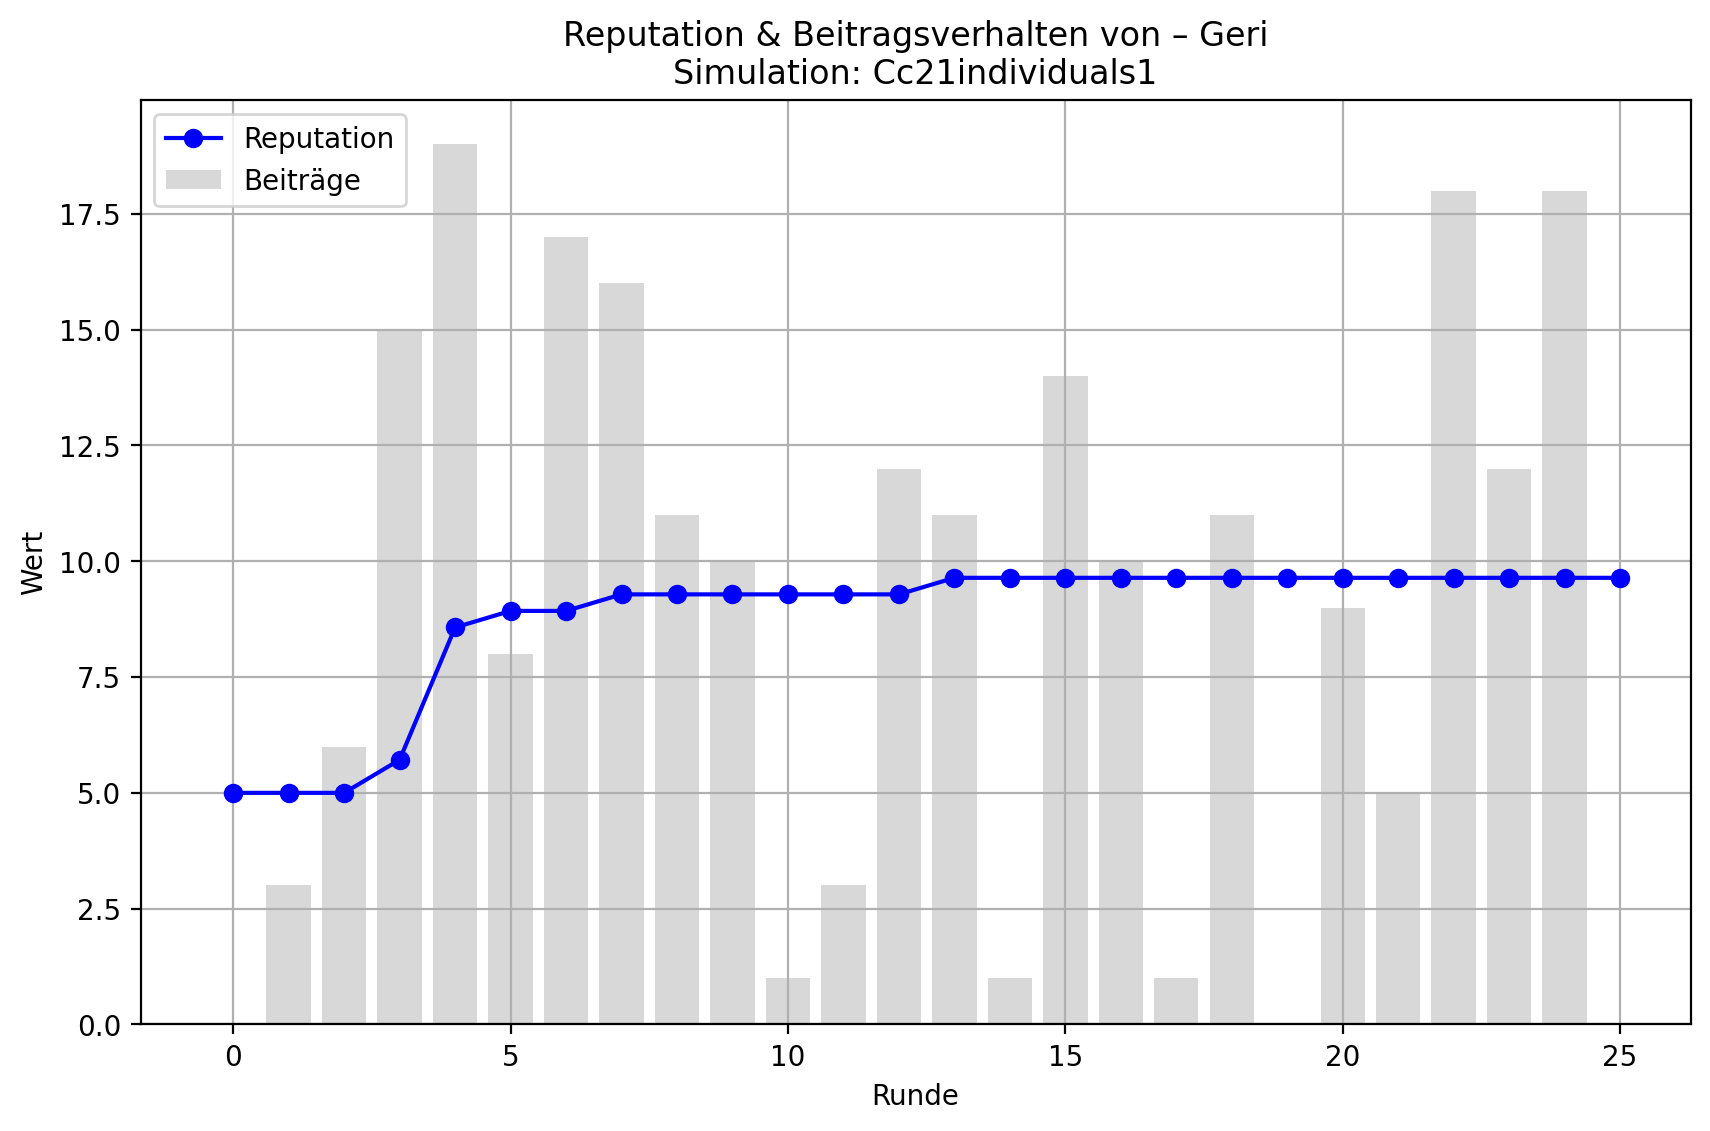 Reputation & Beitragsverhalten von – Geri
Simulation: Cc21individuals1
Reputation
Beiträge
17.5
15.0
12.5
10.0
7.5
5.0
2.5
0.0
Wert
0 5 10 15 20 25
Runde